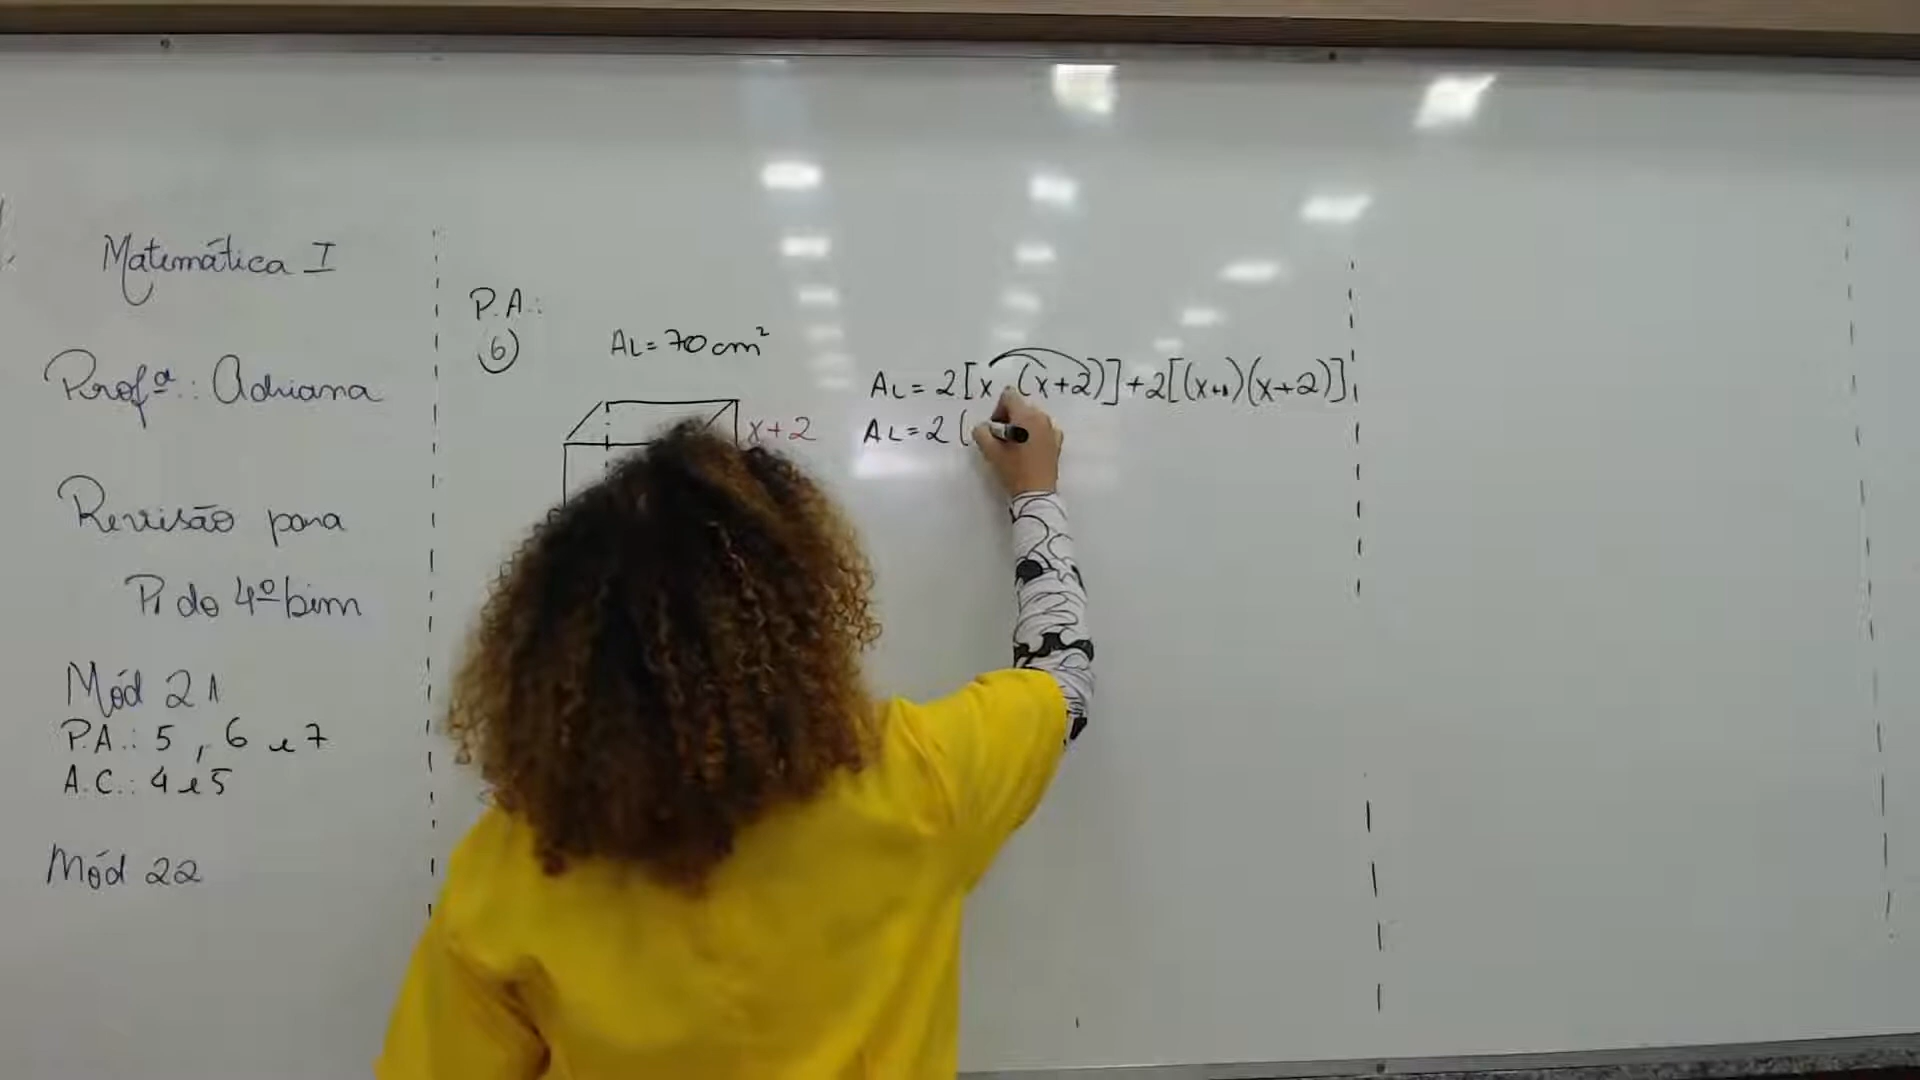 Matemática I
Profª.: Adriana
Revisão para
P1 do 4º bim
Mód 21
P.A.: 5, 6 e 7
A.C.: 4 e 5
Mód 22
P.A.:
6)
AL = 70 cm²
x+2
AL = 2[x.(x+2)]+2[(x+1)(x+2)]
AL = 2(